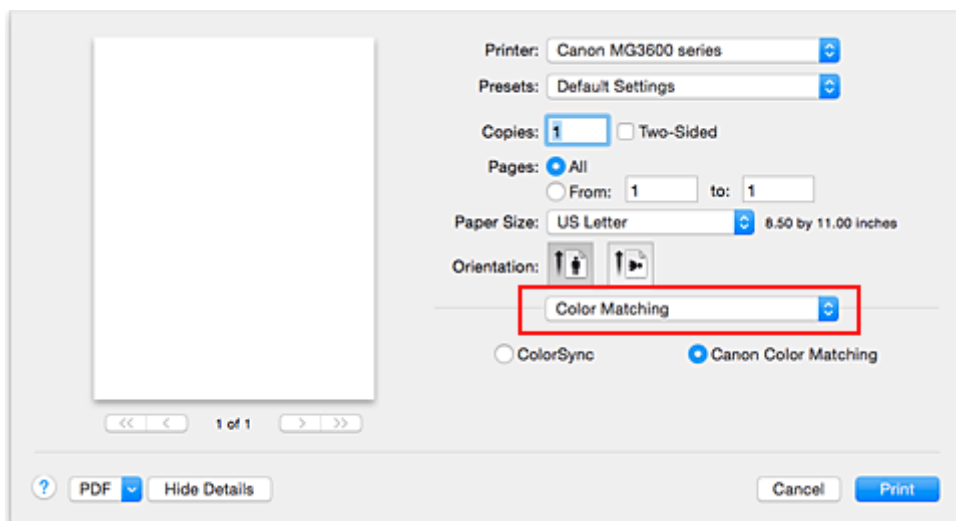 Printer: Canon MG3600 series
Presets: Default Settings
Copies: 1 Two-Sided
Pages: All
From: 1 to: 1
Paper Size: US Letter 8.50 by 11.00 inches
Orientation:
Color Matching
ColorSync Canon Color Matching
<< < 1 of 1 > >>
? PDF Hide Details Cancel Print